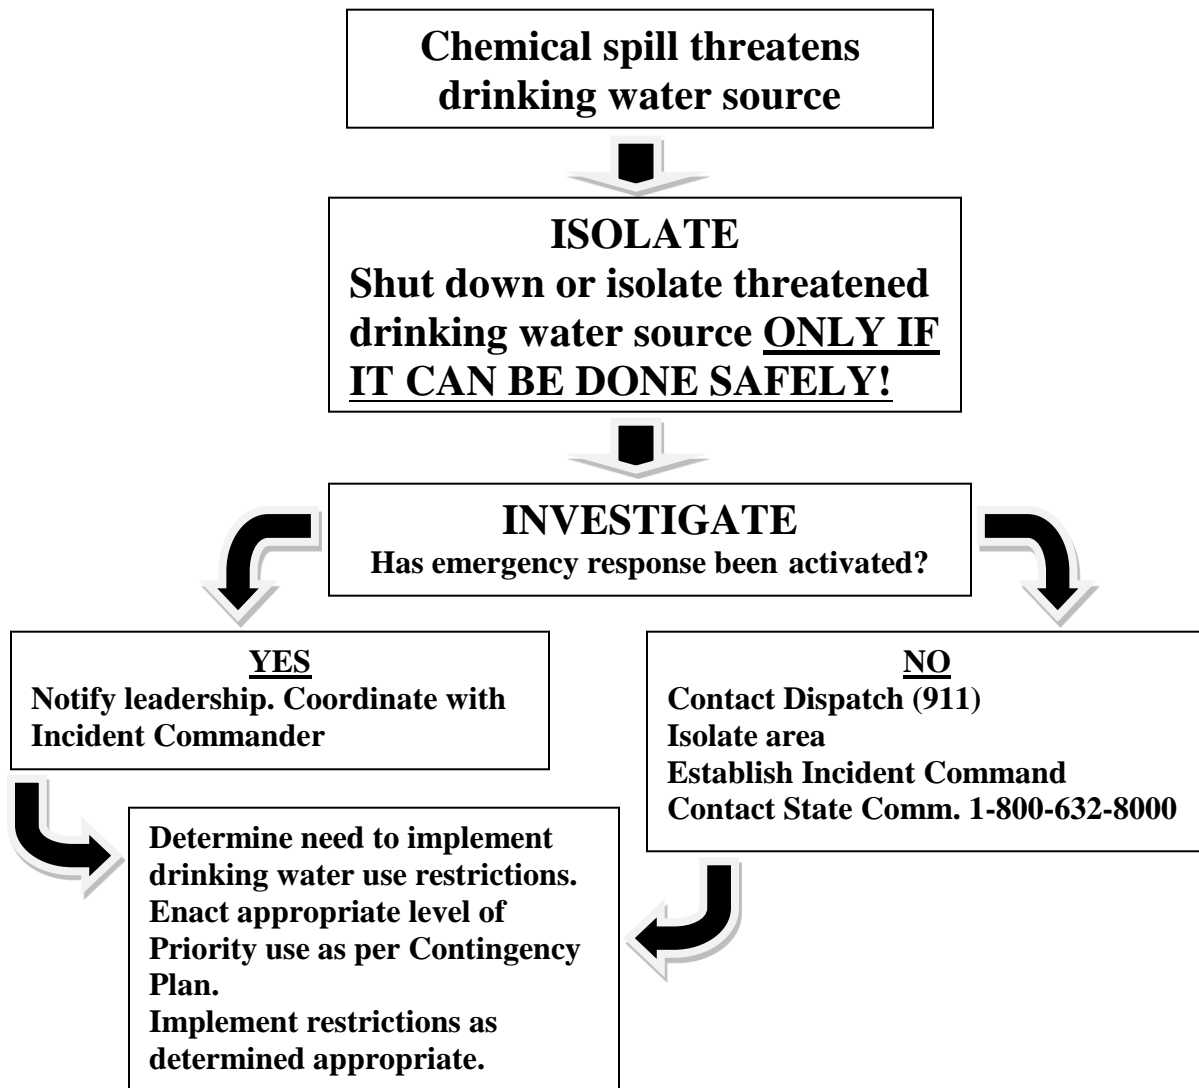 Chemical spill threatens
drinking water source
ISOLATE
Shut down or isolate threatened
drinking water source ONLY IF
IT CAN BE DONE SAFELY!
INVESTIGATE
Has emergency response been activated?
YES
Notify leadership. Coordinate with
Incident Commander
NO
Contact Dispatch (911)
Isolate area
Establish Incident Command
Contact State Comm. 1-800-632-8000
Determine need to implement
drinking water use restrictions.
Enact appropriate level of
Priority use as per Contingency
Plan.
Implement restrictions as
determined appropriate.